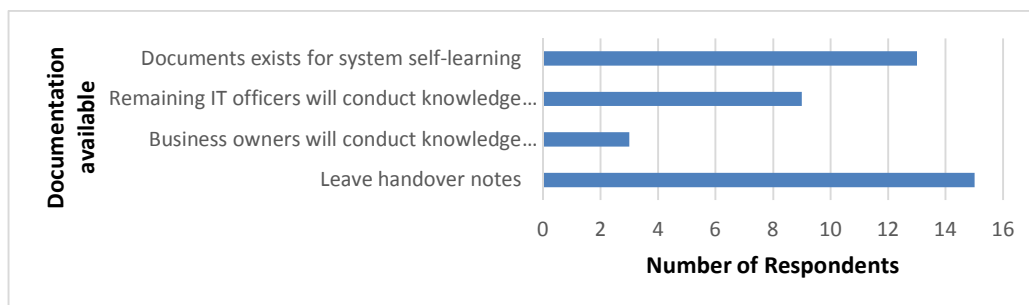 Documentation
available
Documents exists for system self-learning
Remaining IT officers will conduct knowledge…
Business owners will conduct knowledge…
Leave handover notes
0 2 4 6 8 10 12 14 16
Number of Respondents